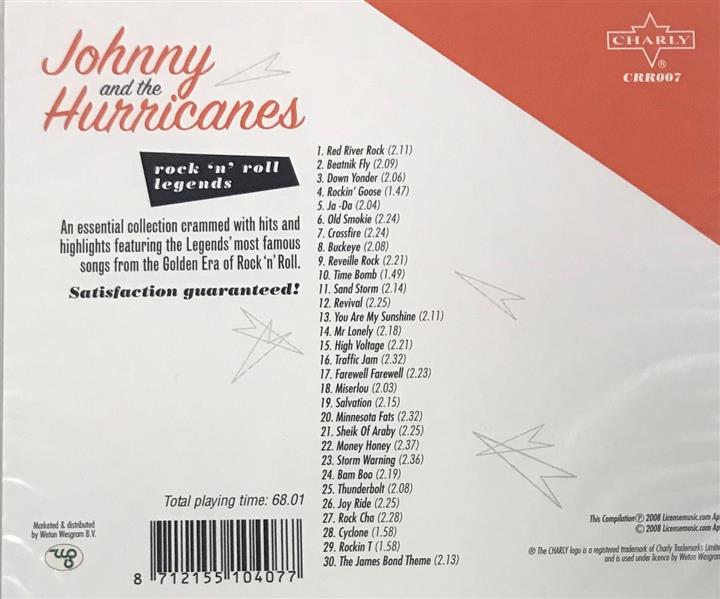 Johnny
and the
Hurricanes
rock 'n' roll
legends
An essential collection crammed with hits and
highlights featuring the Legends' most famous
songs from the Golden Era of Rock 'n' Roll.
Satisfaction guaranteed!
CHARLY
®
CRR007
1. Red River Rock (2.11)
2. Beatnik Fly (2.09)
3. Down Yonder (2.06)
4. Rockin' Goose (1.47)
5. Ja -Da (2.04)
6. Old Smokie (2.24)
7. Crossfire (2.24)
8. Buckeye (2.08)
9. Reveille Rock (2.21)
10. Time Bomb (1.49)
11. Sand Storm (2.14)
12. Revival (2.25)
13. You Are My Sunshine (2.11)
14. Mr Lonely (2.18)
15. High Voltage (2.21)
16. Traffic Jam (2.32)
17. Farewell Farewell (2.23)
18. Miserlou (2.03)
19. Salvation (2.15)
20. Minnesota Fats (2.32)
21. Sheik Of Araby (2.25)
22. Money Honey (2.37)
23. Storm Warning (2.36)
24. Bam Boo (2.19)
25. Thunderbolt (2.08)
26. Joy Ride (2.25)
27. Rock Cha (2.28)
28. Cyclone (1.58)
29. Rockin T (1.58)
30. The James Bond Theme (2.13)
Total playing time: 68.01
Marketed & distributed
by Weton Wesgram B.V.
wg
8 712155 104077
This Compilation ℗ 2008 Licensemusic.com Ap
© 2008 Licensemusic.com Ap
® The CHARLY logo is a registered trademark of Charly Trademarks Limite
and is used under licence by Weton Wesgram